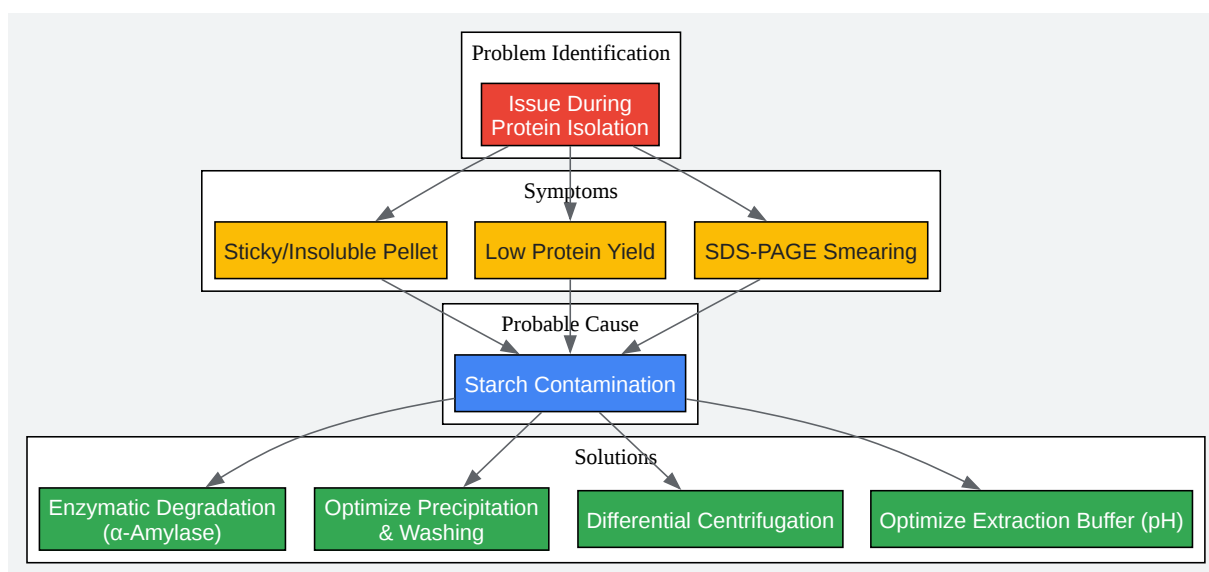 Problem Identification
Issue During
Protein Isolation
Symptoms
Sticky/Insoluble Pellet
Low Protein Yield
SDS-PAGE Smearing
Probable Cause
Starch Contamination
Solutions
Enzymatic Degradation
(α-Amylase)
Optimize Precipitation
& Washing
Differential Centrifugation
Optimize Extraction Buffer (pH)